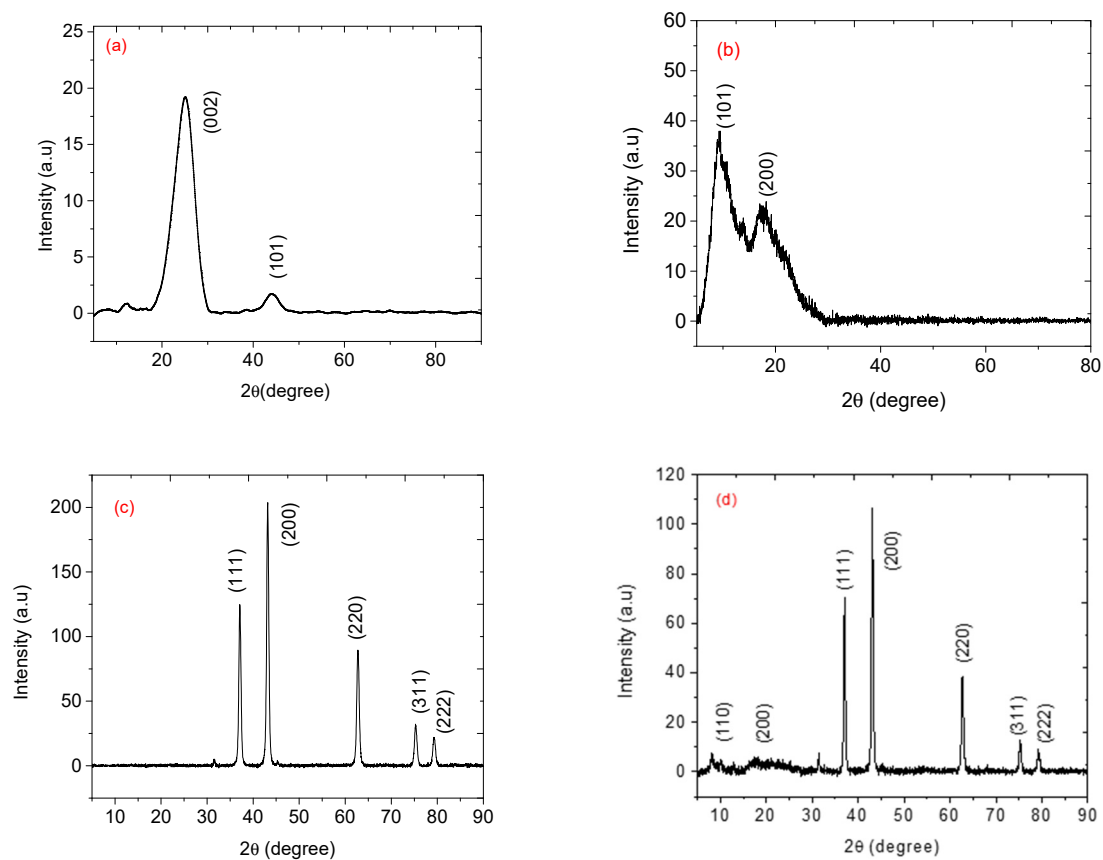 (a)
25
20
15
10
5
0
Intensity (a.u)
(002)
(101)
20 40 60 80
2θ(degree)
(b)
60
50
40
30
20
10
0
Intensity (a.u)
(101)
(200)
20 40 60 80
2θ (degree)
(c)
200
150
100
50
0
Intensity (a.u)
(111)
(200)
(220)
(311)
(222)
10 20 30 40 50 60 70 80 90
2θ (degree)
(d)
120
100
80
60
40
20
0
Intensity (a.u)
(110)
(200)
(111)
(200)
(220)
(311)
(222)
10 20 30 40 50 60 70 80 90
2θ (degree)